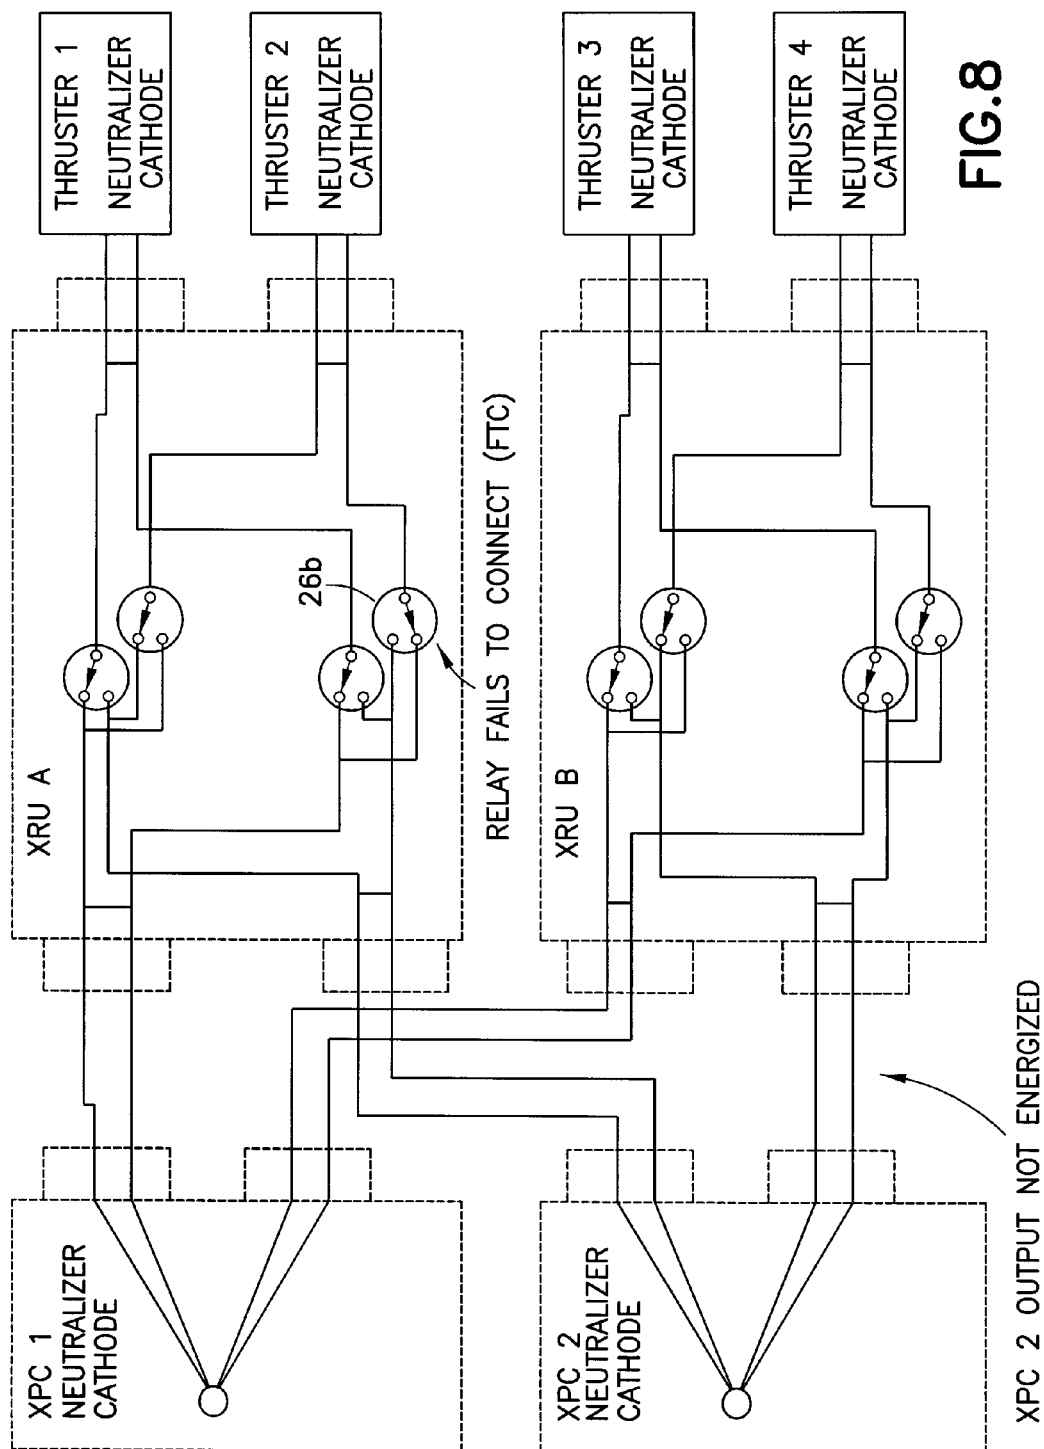 XPC 1
NEUTRALIZER
CATHODE
XPC 2
NEUTRALIZER
CATHODE
XPC 2 OUTPUT NOT ENERGIZED
XRU A
XRU B
26b
RELAY FAILS TO CONNECT (FTC)
THRUSTER 1
NEUTRALIZER
CATHODE
THRUSTER 2
NEUTRALIZER
CATHODE
THRUSTER 3
NEUTRALIZER
CATHODE
THRUSTER 4
NEUTRALIZER
CATHODE
FIG.8